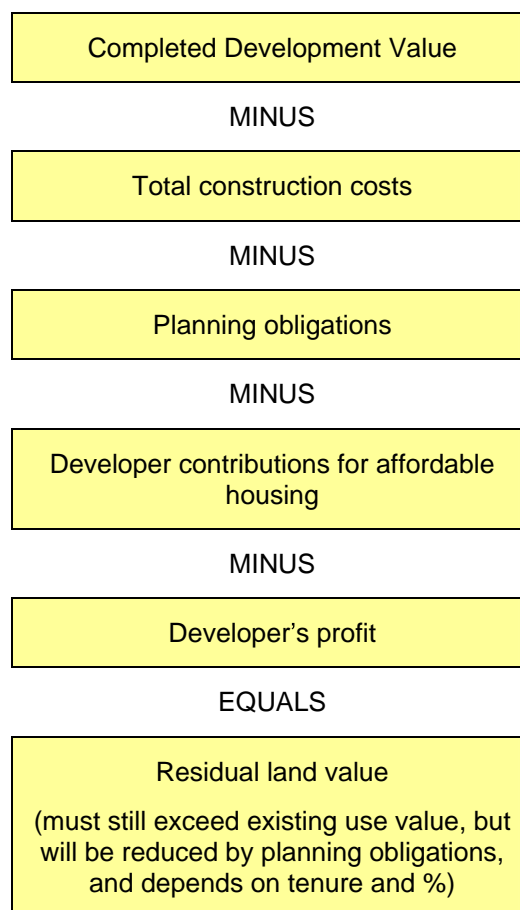 Completed Development Value
MINUS
Total construction costs
MINUS
Planning obligations
MINUS
Developer contributions for affordable
housing
MINUS
Developer’s profit
EQUALS
Residual land value
(must still exceed existing use value, but
will be reduced by planning obligations,
and depends on tenure and %)